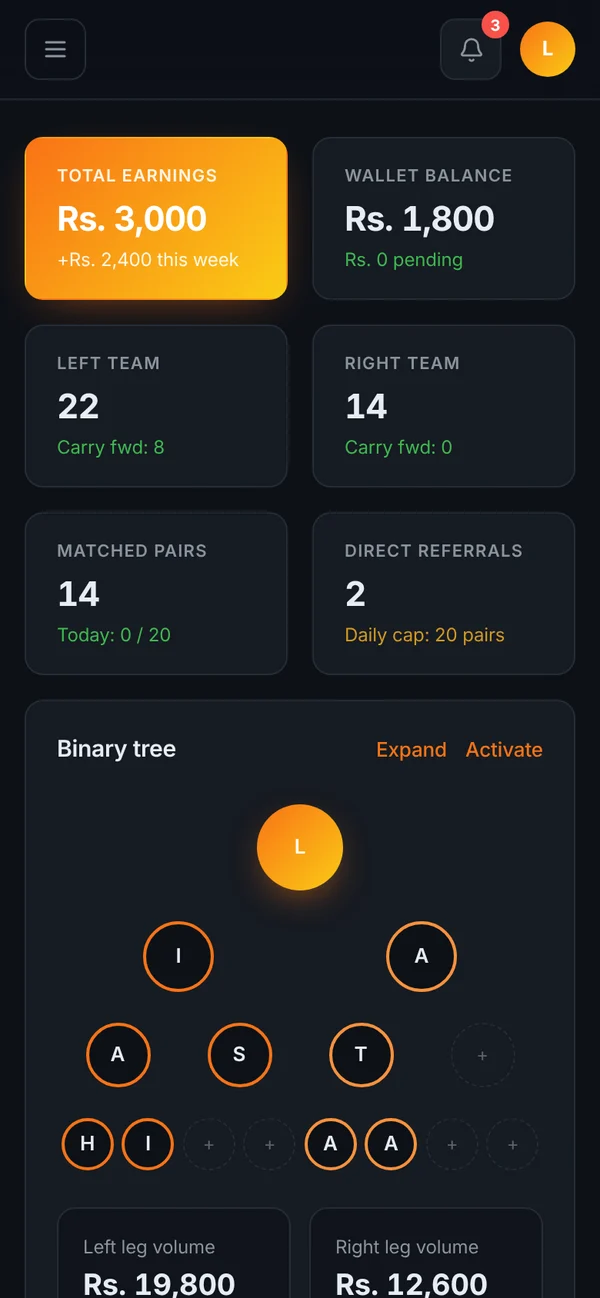 3
L
TOTAL EARNINGS
Rs. 3,000
+Rs. 2,400 this week
WALLET BALANCE
Rs. 1,800
Rs. 0 pending
LEFT TEAM
22
Carry fwd: 8
RIGHT TEAM
14
Carry fwd: 0
MATCHED PAIRS
14
Today: 0 / 20
DIRECT REFERRALS
2
Daily cap: 20 pairs
Binary tree
Expand Activate
L
I A
A S T +
H I + + A A + +
Left leg volume
Rs. 19,800
Right leg volume
Rs. 12,600